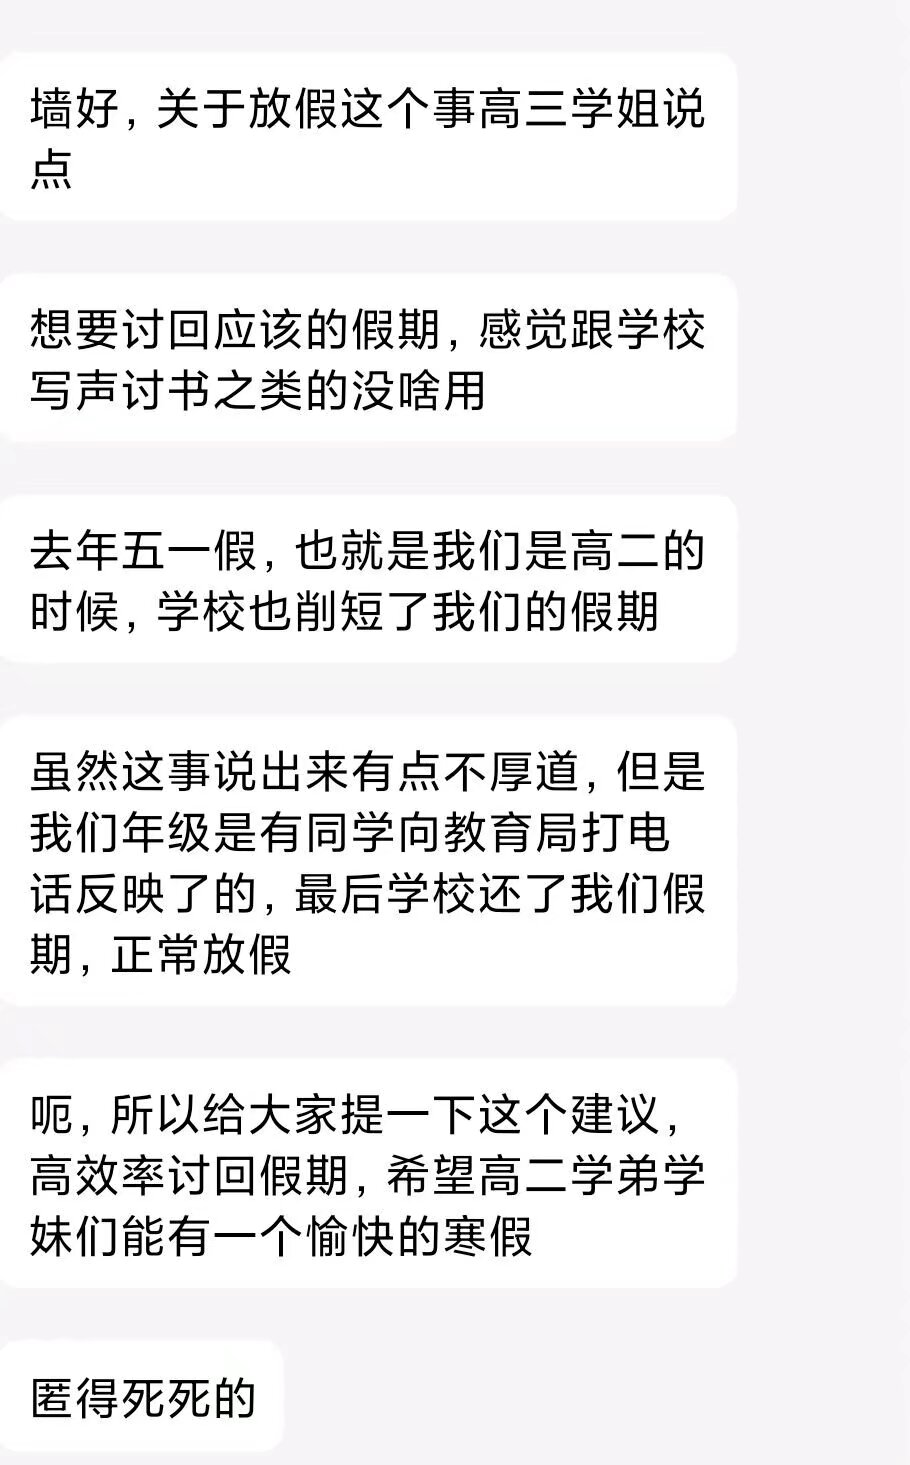 墙好，关于放假这个事高三学姐说
点
想要讨回应该的假期，感觉跟学校
写声讨书之类的没啥用
去年五一假，也就是我们是高二的
时候，学校也削短了我们的假期
虽然这事说出来有点不厚道，但是
我们年级是有同学向教育局打电
话反映了的，最后学校还了我们假
期，正常放假
呃，所以给大家提一下这个建议，
高效率讨回假期，希望高二学弟学
妹们能有一个愉快的寒假
匿得死死的